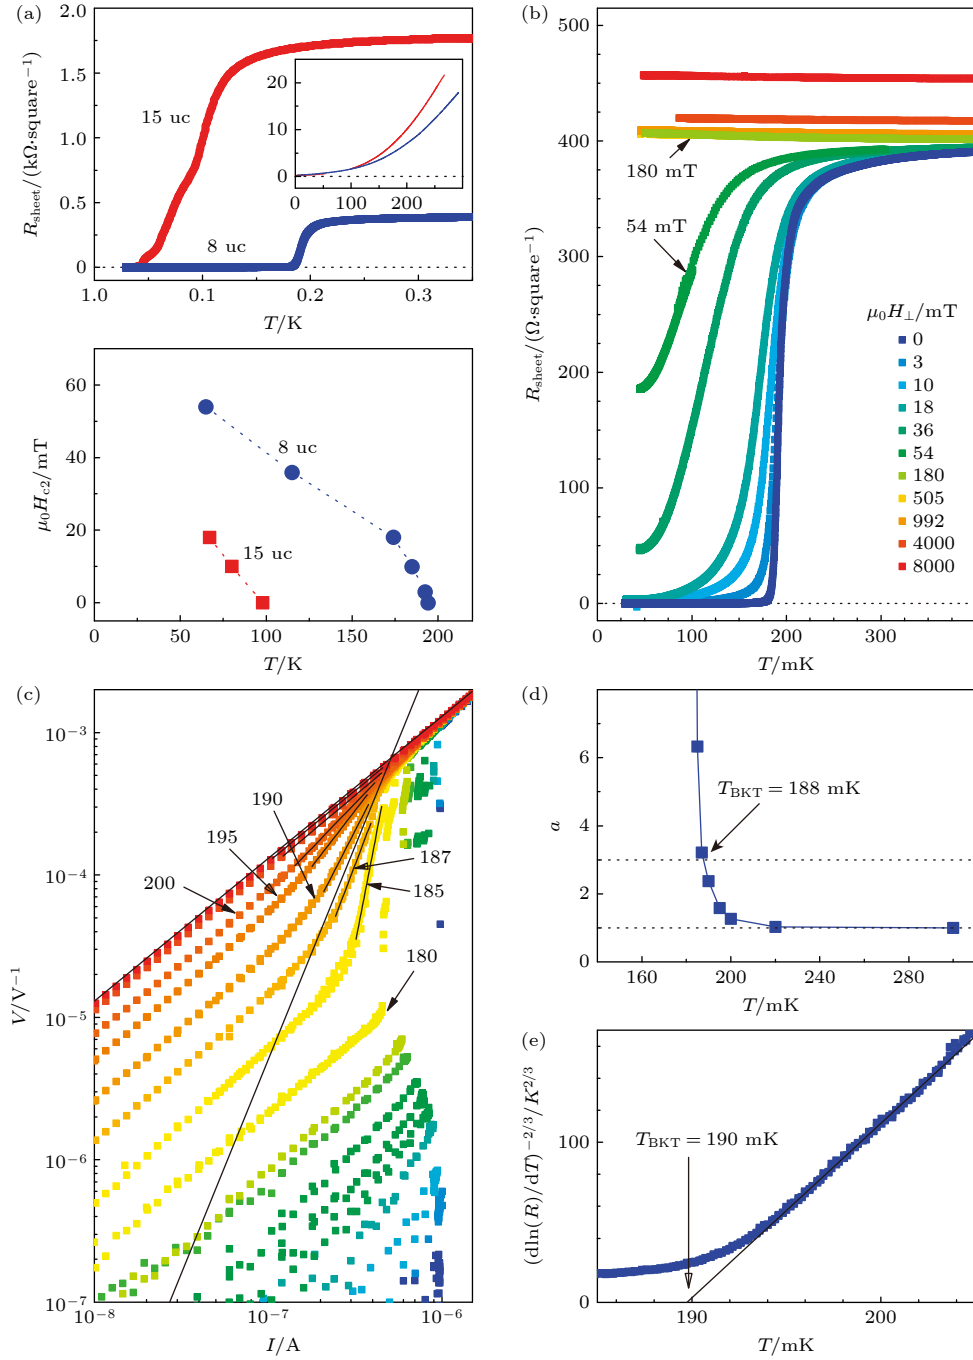 (a)
2.0
1.5
1.0
0.5
0
R_sheet/(kΩ·square⁻¹)
15 uc
8 uc
20
10
0
0 100 200
1.0 0.1 0.2 0.3
T/K
60
40
20
0
μ₀H_c2/mT
8 uc
15 uc
0 50 100 150 200
T/K
(b)
500
400
300
200
100
0
R_sheet/(Ω·square⁻¹)
180 mT
54 mT
μ₀H⊥/mT
0
3
10
18
36
54
180
505
992
4000
8000
0 100 200 300
T/mK
(c)
10⁻³
10⁻⁴
10⁻⁵
10⁻⁶
10⁻⁷
V/V⁻¹
190
195
200
187
185
180
10⁻⁸ 10⁻⁷ 10⁻⁶
I/A
(d)
8
6
4
2
0
a
T_BKT = 188 mK
160 200 240 280
T/mK
(e)
100
0
(dln(R)/dT)⁻²/³/K²/³
T_BKT = 190 mK
190 200
T/mK